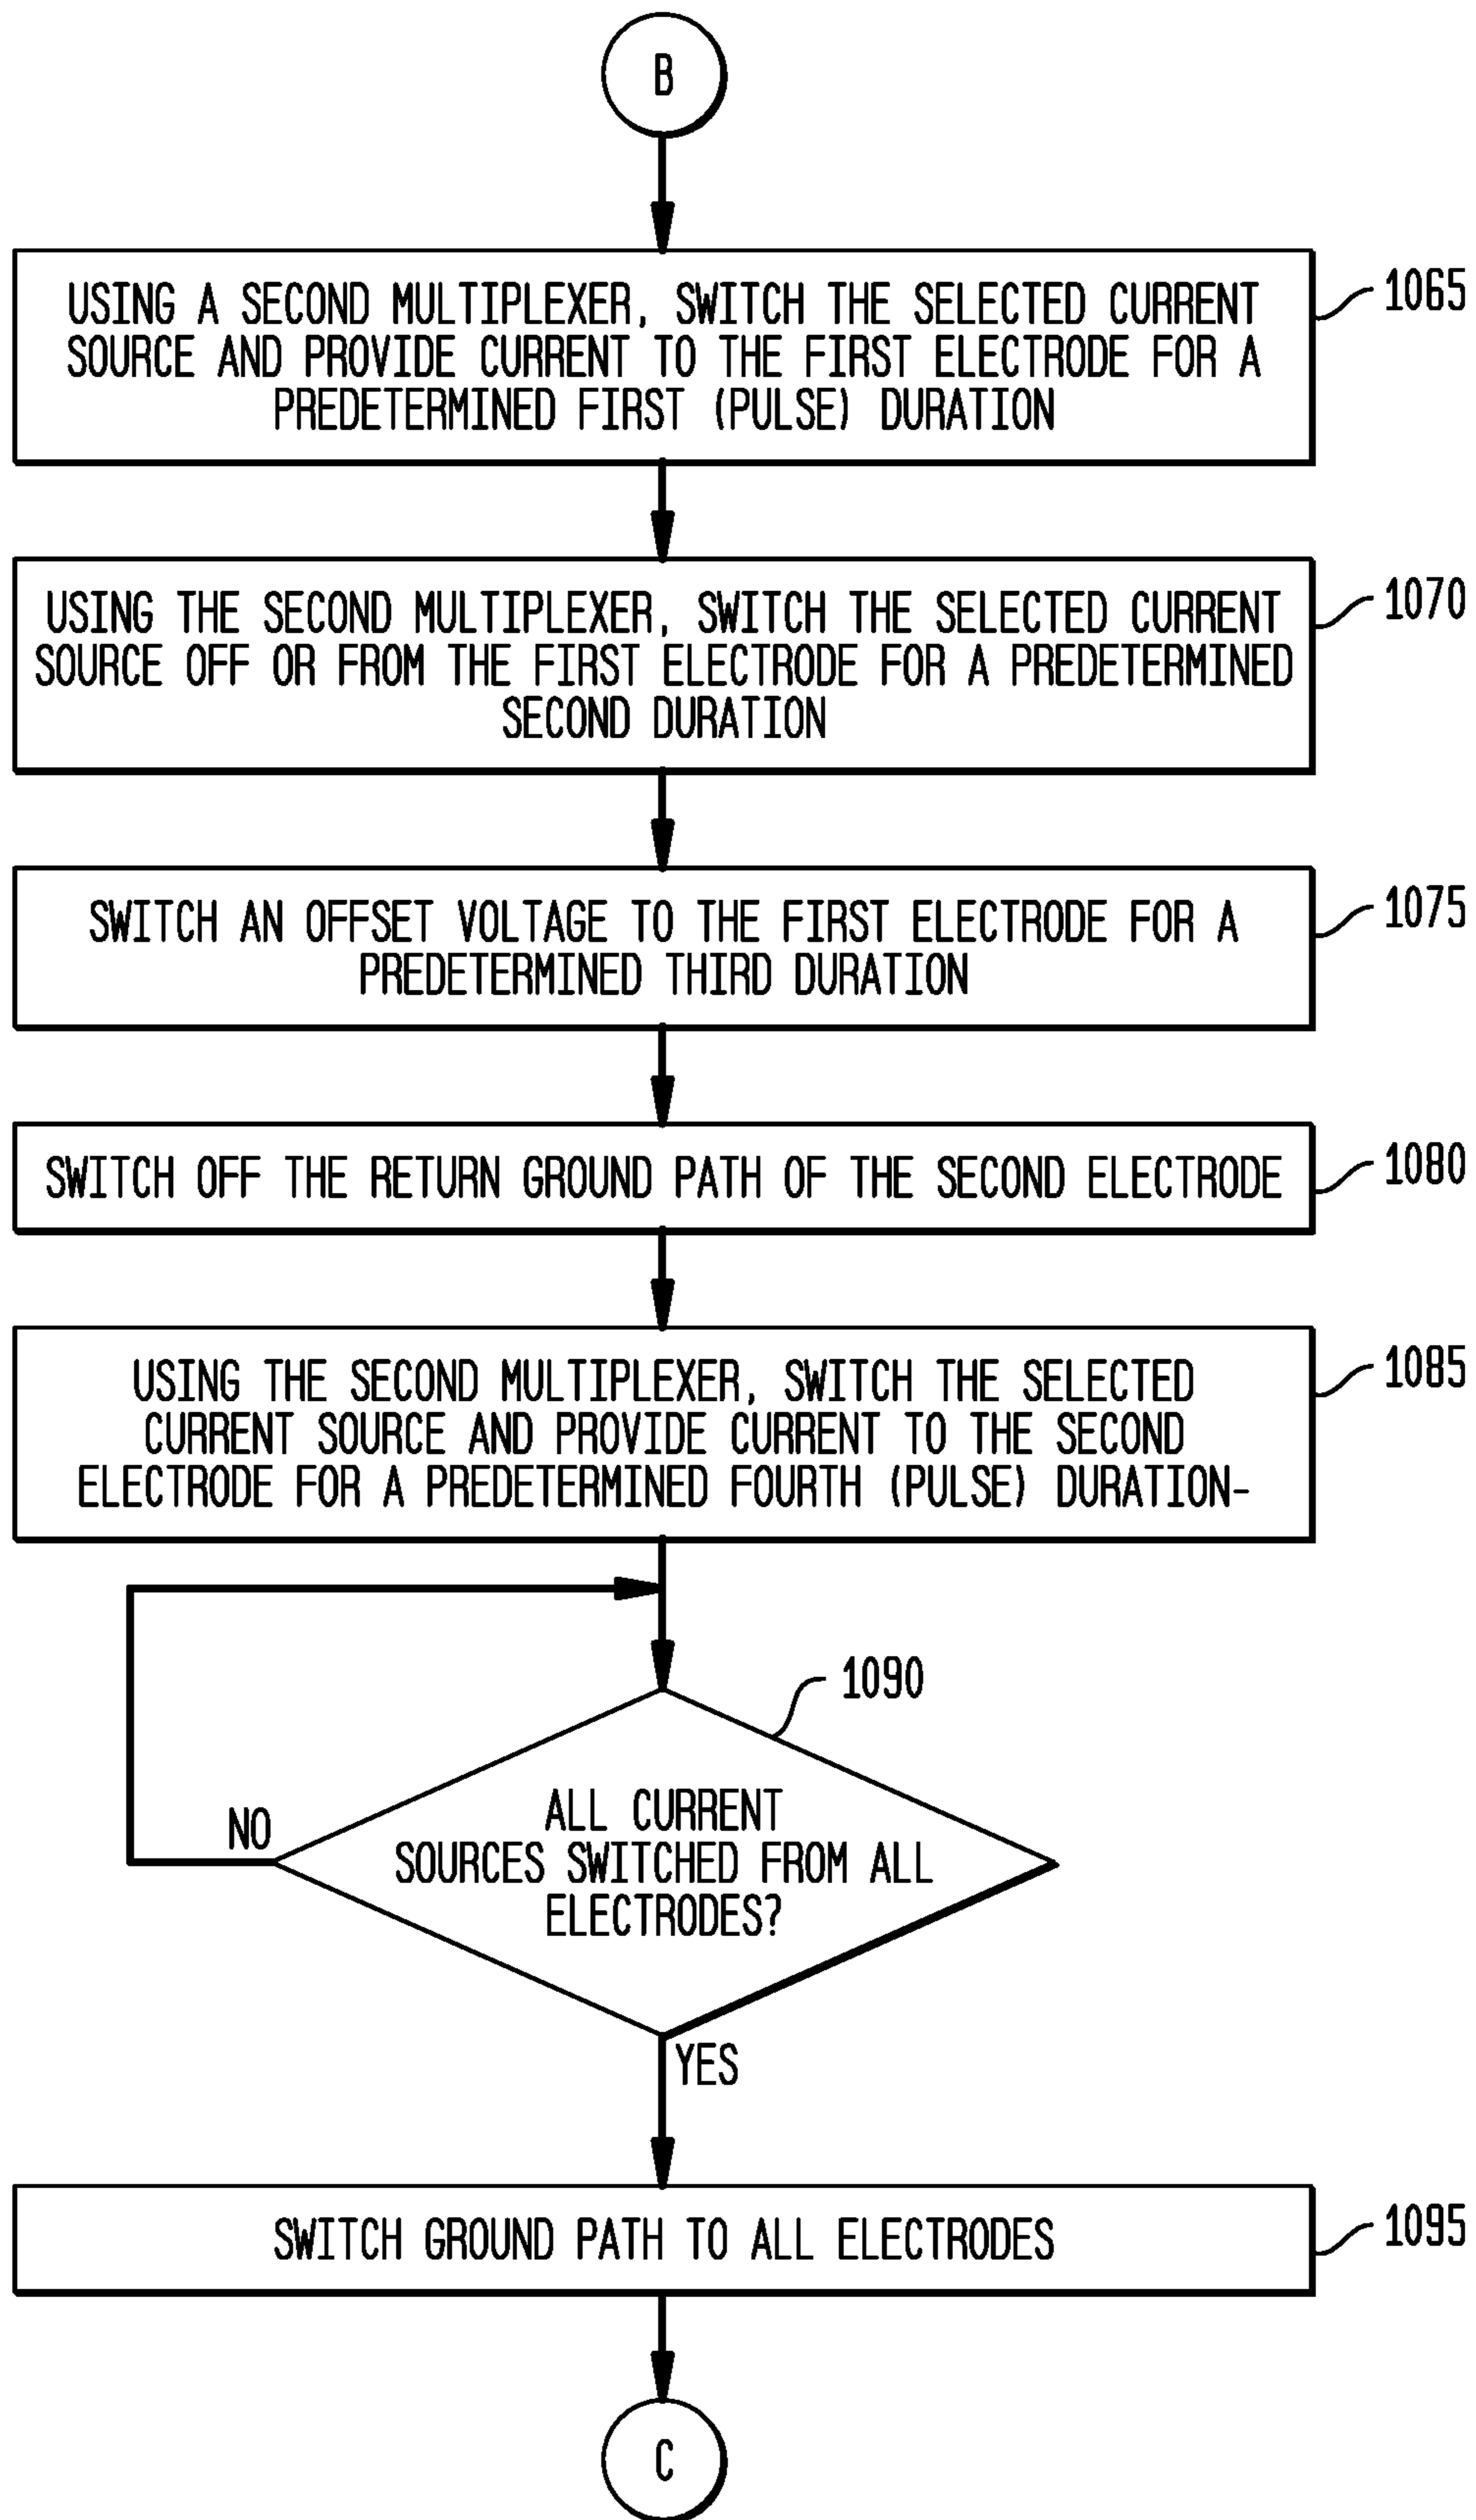 B
USING A SECOND MULTIPLEXER, SWITCH THE SELECTED CURRENT
SOURCE AND PROVIDE CURRENT TO THE FIRST ELECTRODE FOR A
PREDETERMINED FIRST (PULSE) DURATION
1065
USING THE SECOND MULTIPLEXER, SWITCH THE SELECTED CURRENT
SOURCE OFF OR FROM THE FIRST ELECTRODE FOR A PREDETERMINED
SECOND DURATION
1070
SWITCH AN OFFSET VOLTAGE TO THE FIRST ELECTRODE FOR A
PREDETERMINED THIRD DURATION
1075
SWITCH OFF THE RETURN GROUND PATH OF THE SECOND ELECTRODE
1080
USING THE SECOND MULTIPLEXER, SWITCH THE SELECTED
CURRENT SOURCE AND PROVIDE CURRENT TO THE SECOND
ELECTRODE FOR A PREDETERMINED FOURTH (PULSE) DURATION-
1085
1090
ALL CURRENT
SOURCES SWITCHED FROM ALL
ELECTRODES?
NO
YES
SWITCH GROUND PATH TO ALL ELECTRODES
1095
C